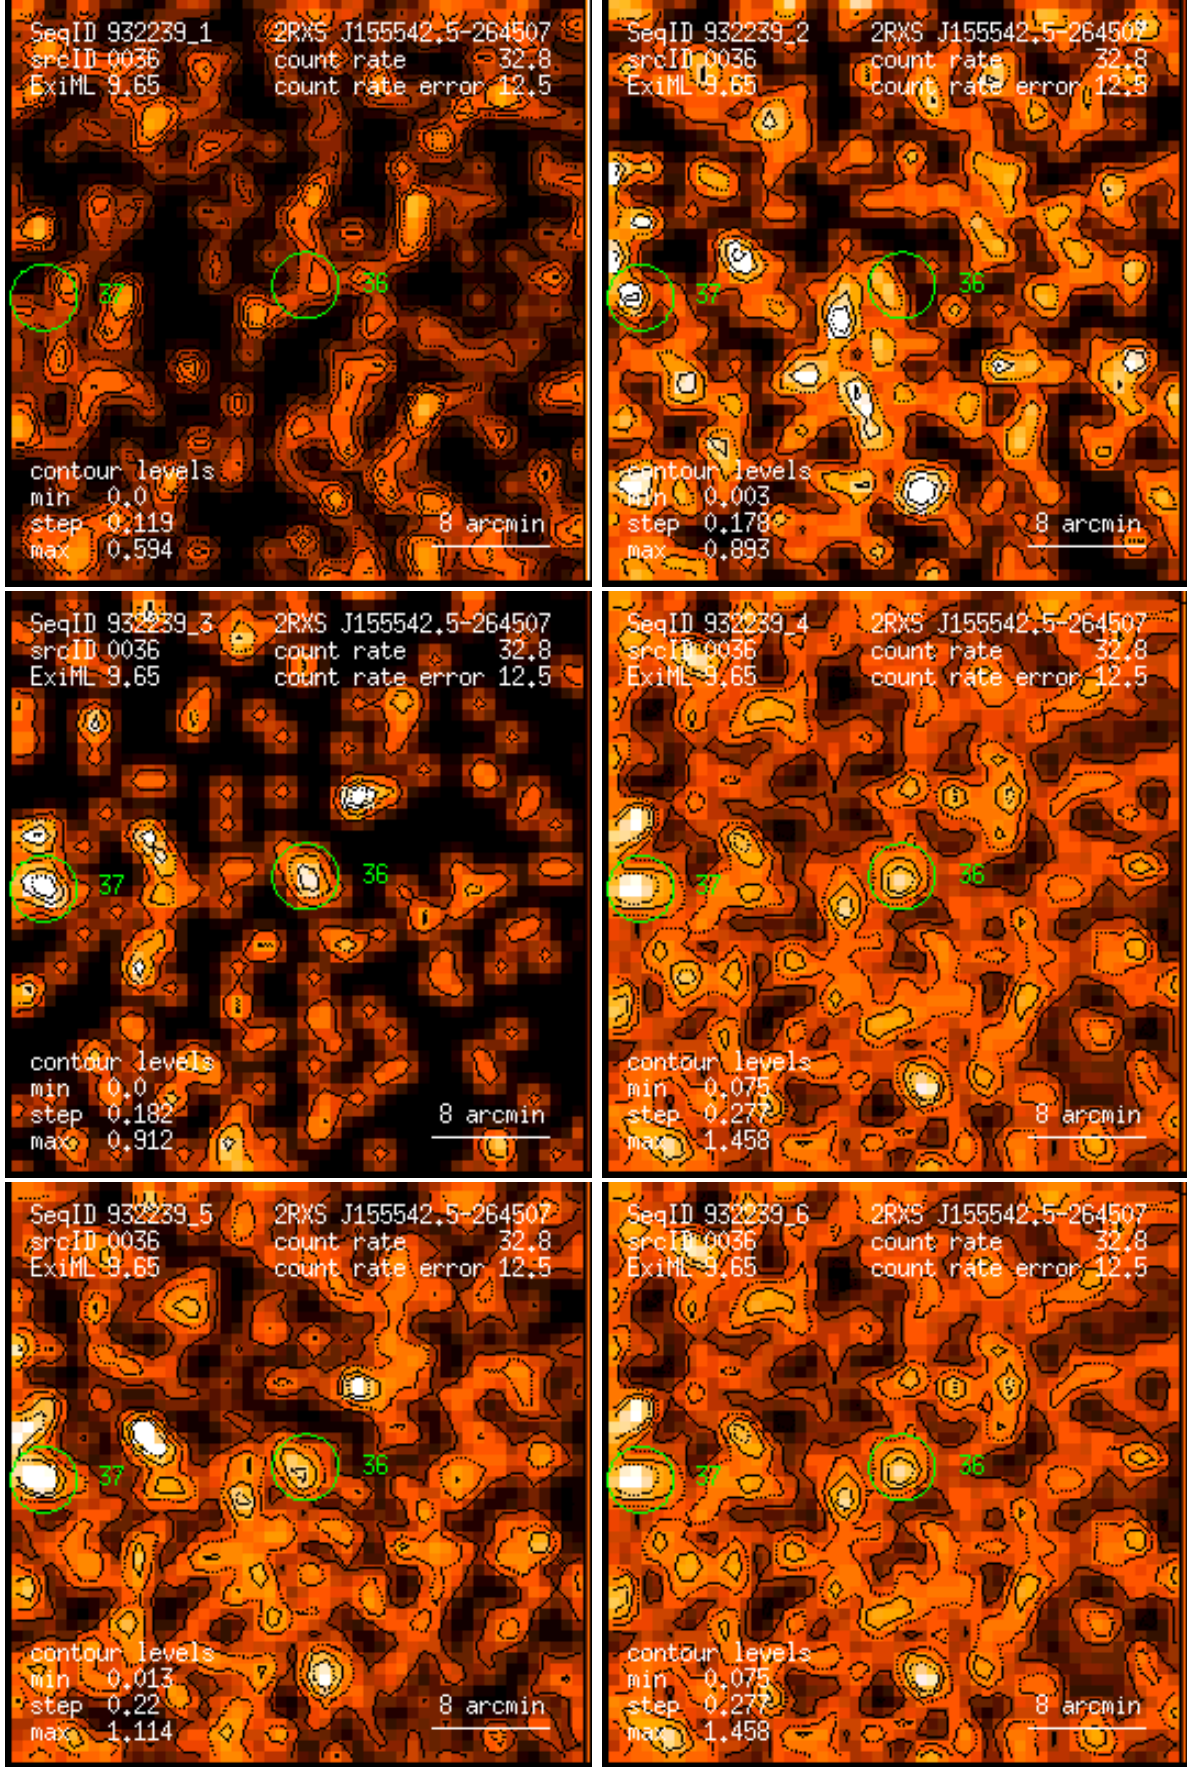 SeqID 932239_1 2RXS J155542.5-264507
srcID 0036 count rate 32.8
ExiML 9.65 count rate error 12.5
37 36
contour levels
min 0.0
step 0.119 8 arcmin
max 0.594
SeqID 932239_2 2RXS J155542.5-264507
srcID 0036 count rate 32.8
ExiML 9.65 count rate error 12.5
37 36
contour levels
min 0.003
step 0.178 8 arcmin
max 0.893
SeqID 932239_3 2RXS J155542.5-264507
srcID 0036 count rate 32.8
ExiML 9.65 count rate error 12.5
37 36
contour levels
min 0.0
step 0.182 8 arcmin
max 0.912
SeqID 932239_4 2RXS J155542.5-264507
srcID 0036 count rate 32.8
ExiML 9.65 count rate error 12.5
37 36
contour levels
min 0.075
step 0.277 8 arcmin
max 1.458
SeqID 932239_5 2RXS J155542.5-264507
srcID 0036 count rate 32.8
ExiML 9.65 count rate error 12.5
37 36
contour levels
min 0.013
step 0.22 8 arcmin
max 1.114
SeqID 932239_6 2RXS J155542.5-264507
srcID 0036 count rate 32.8
ExiML 9.65 count rate error 12.5
37 36
contour levels
min 0.075
step 0.277 8 arcmin
max 1.458